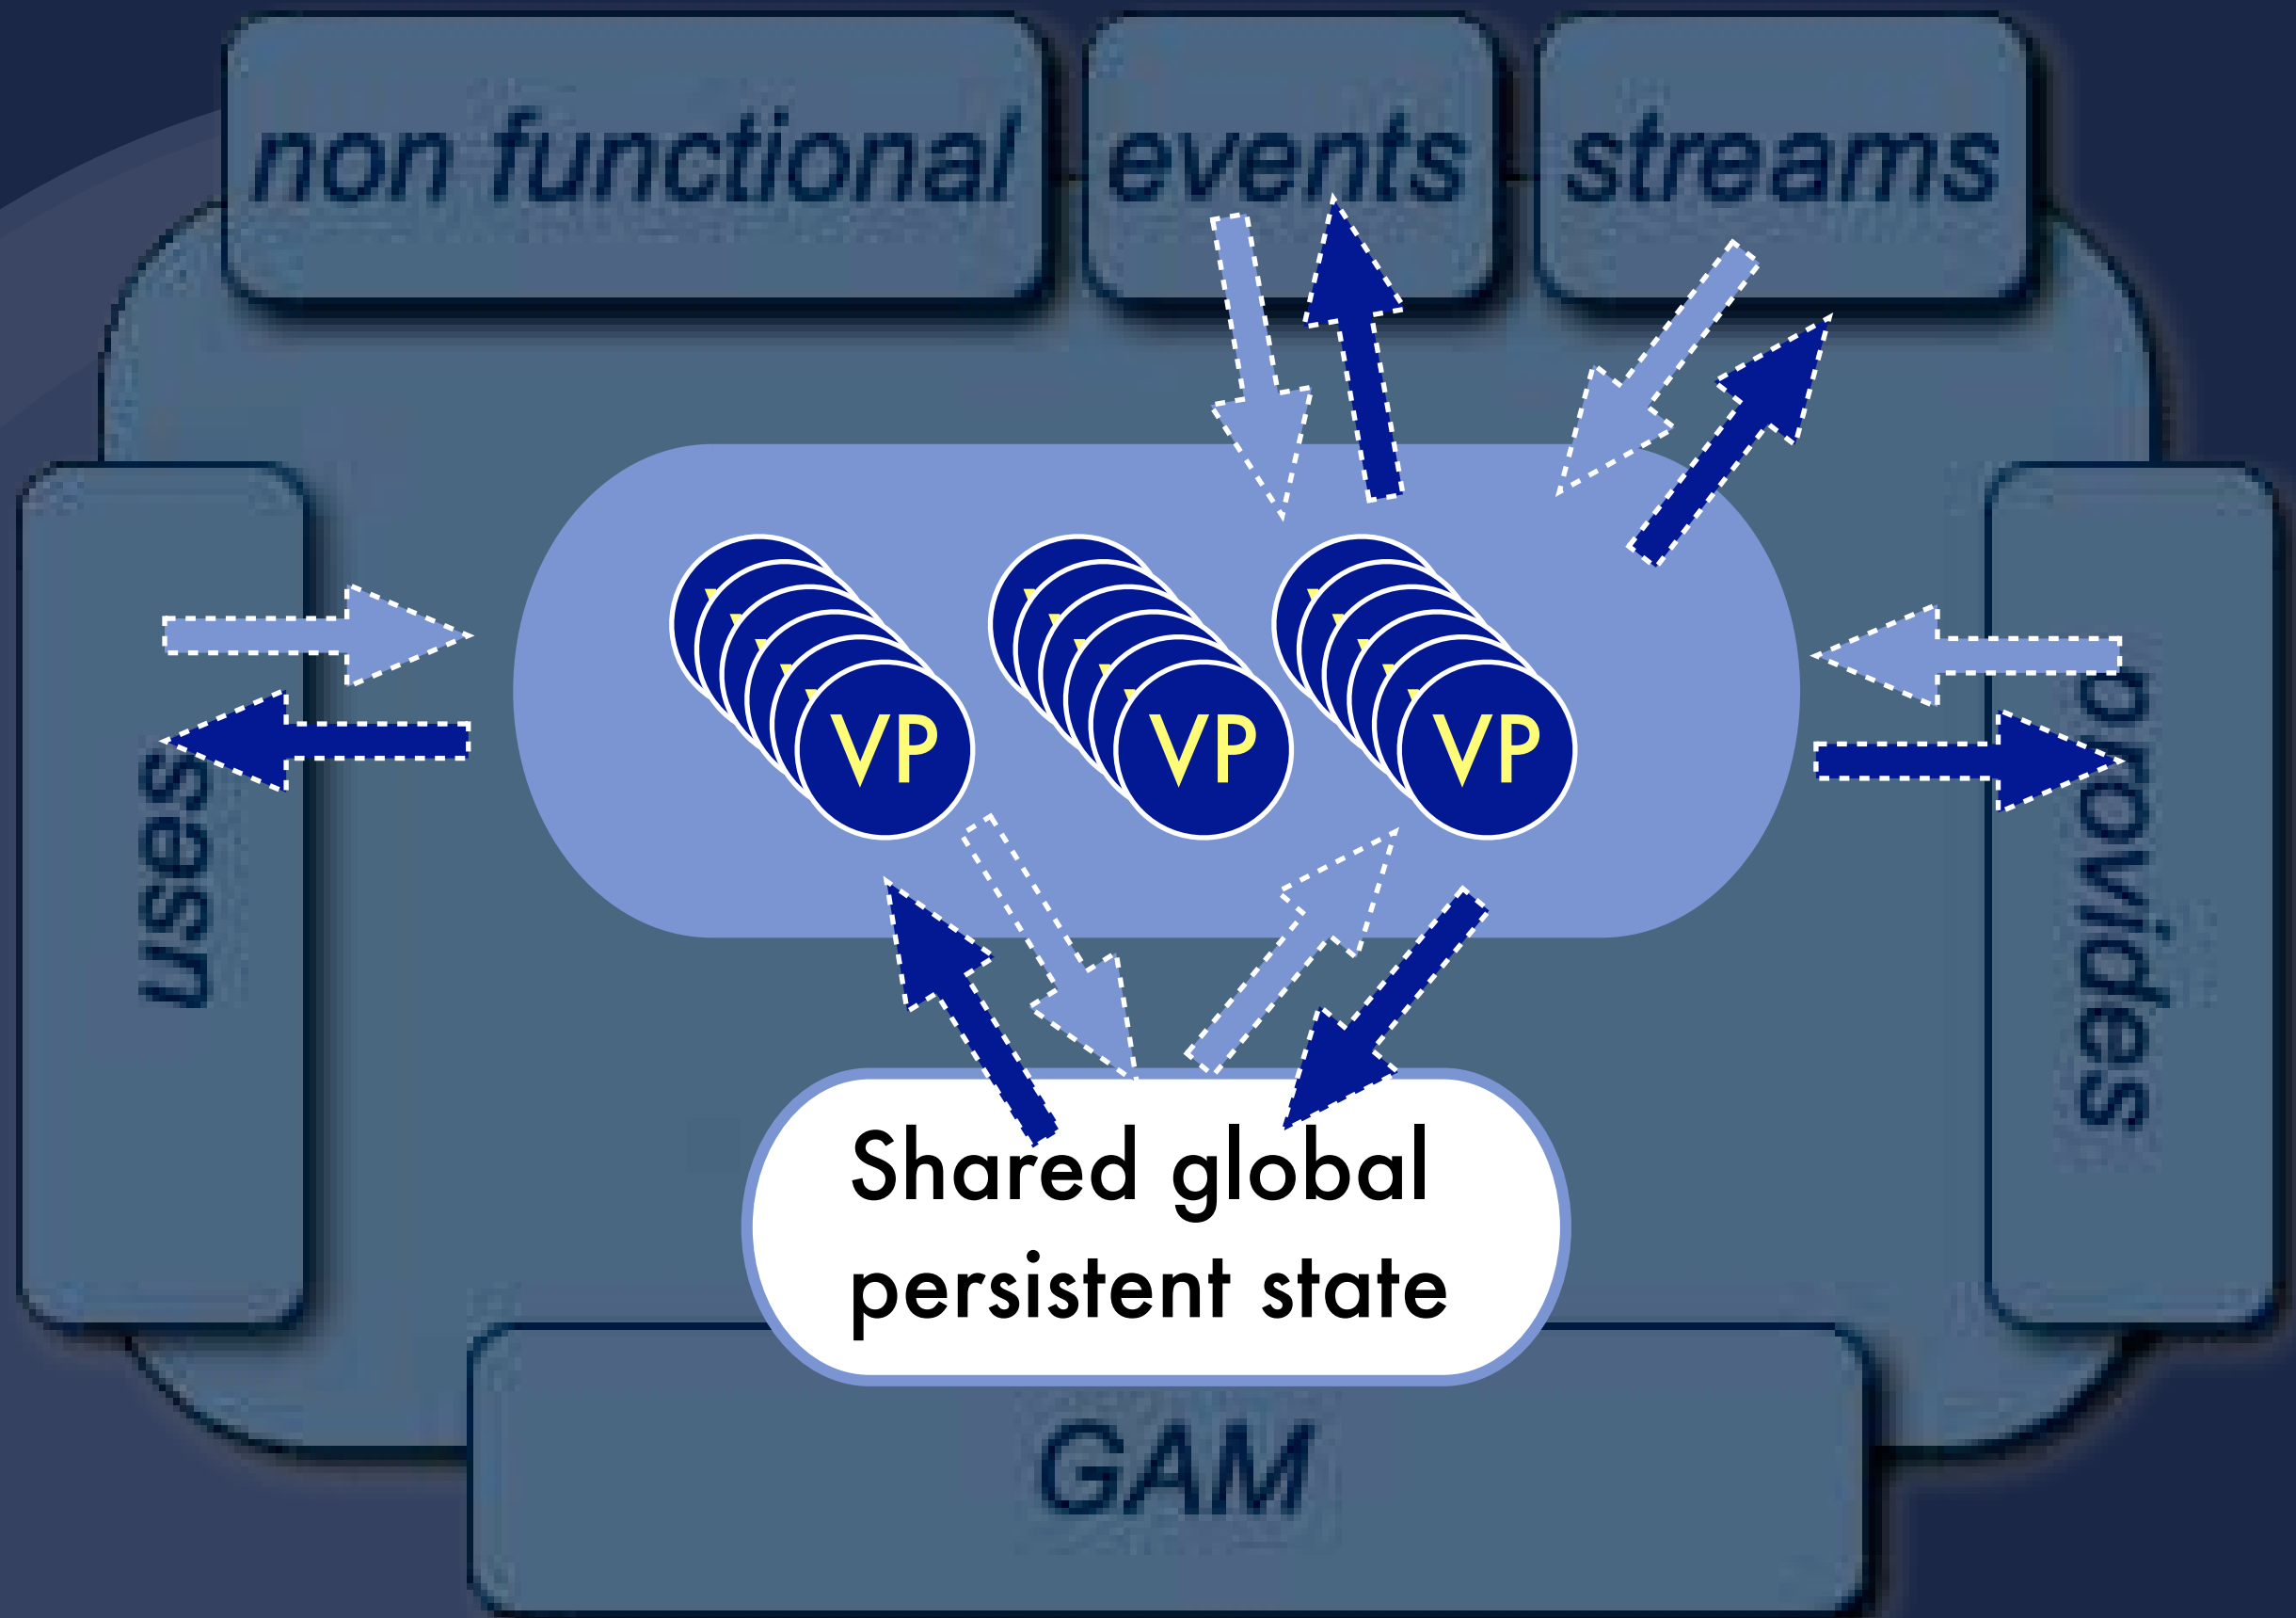 non functional
events
streams
uses
provides
VP
VP
VP
Shared global
persistent state
GAM